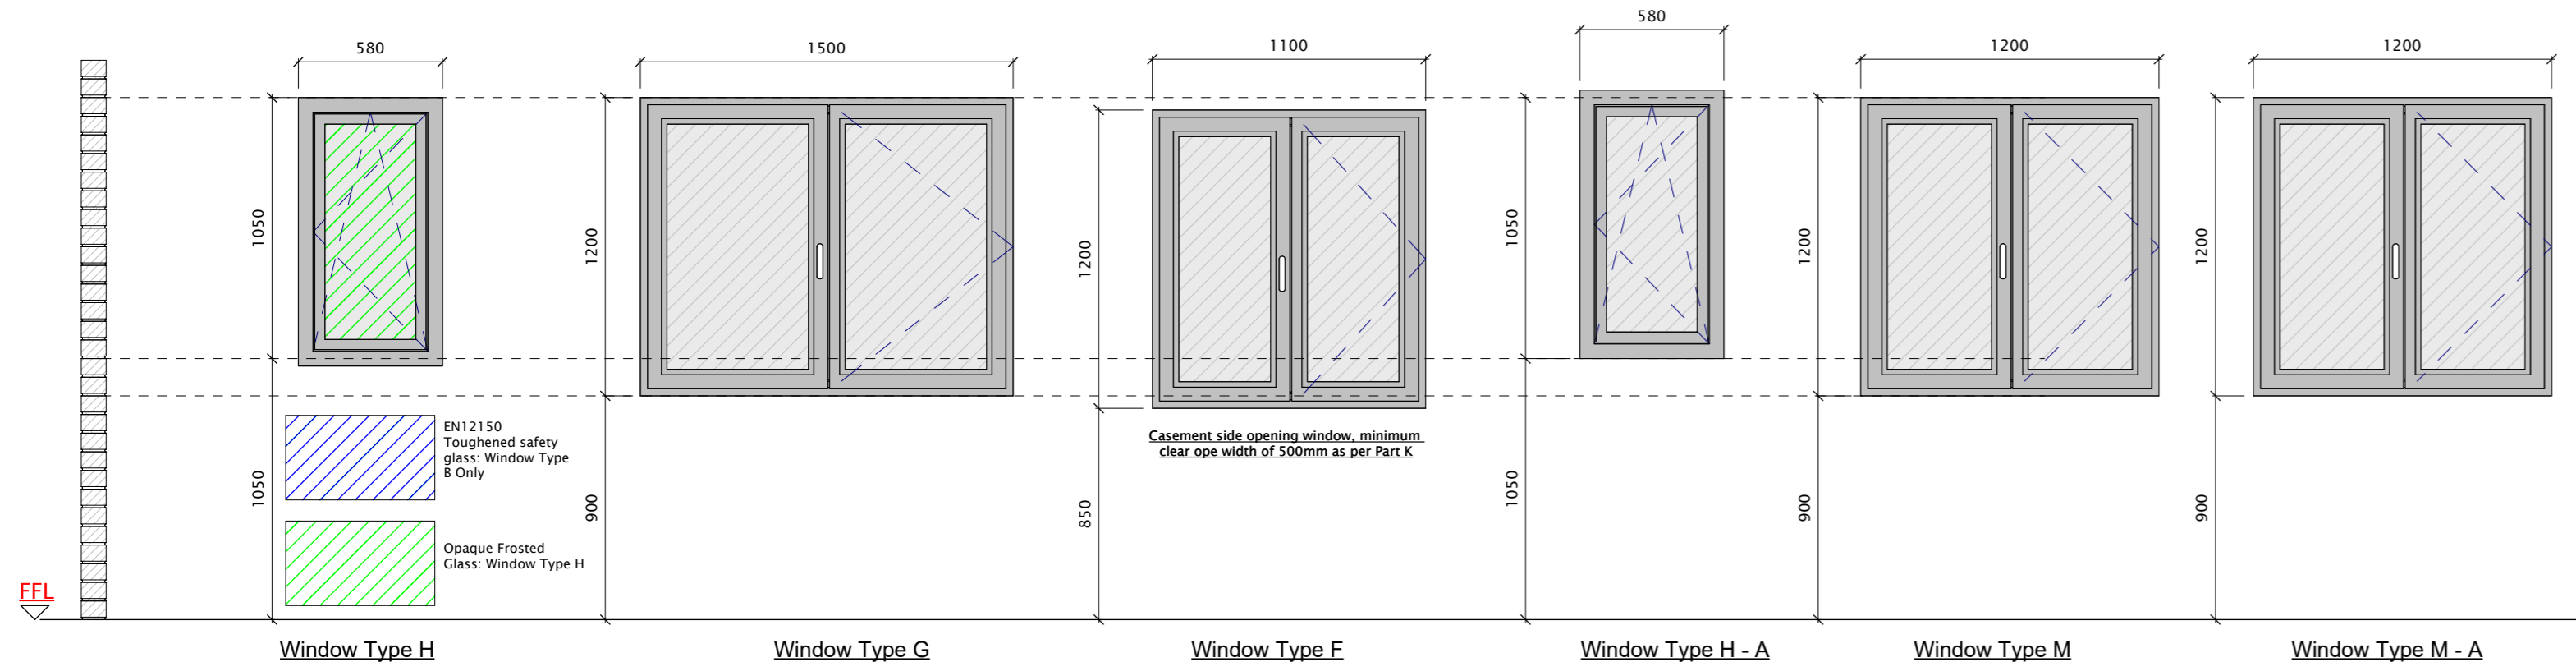 580
1500
1100
580
1200
1200
1050
1200
1200
1050
1200
1200
1050
900
850
1050
900
900
EN12150
Toughened safety
glass: Window Type
B Only
Opaque Frosted
Glass: Window Type H
Casement side opening window, minimum
clear ope width of 500mm as per Part K
FFL
Window Type H
Window Type G
Window Type F
Window Type H - A
Window Type M
Window Type M - A